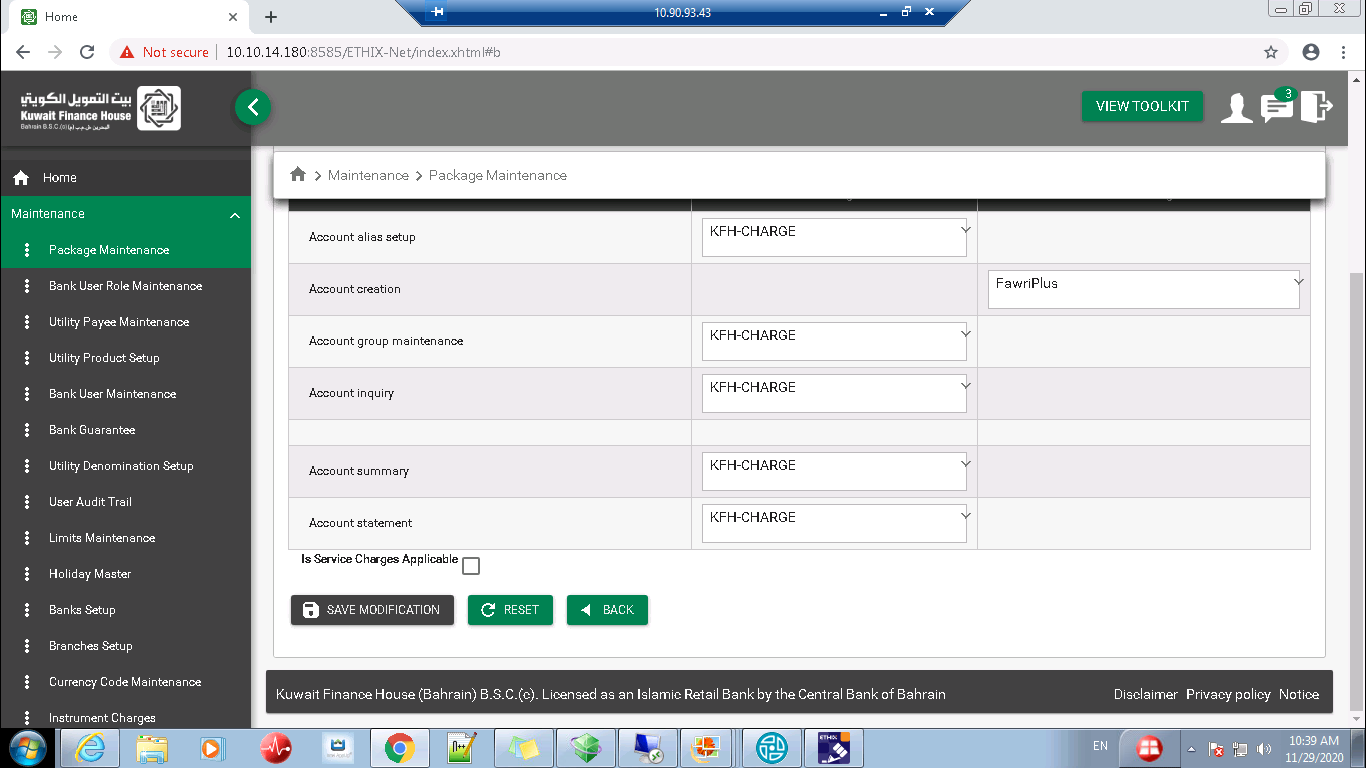 Home
10.90.93.43
Not secure
10.10.14.180:8585/ETHIX-Net/index.xhtml#b
بيت التمويل الكويتي
Kuwait Finance House
Bahrain B.S.C.(c)
VIEW TOOLKIT
3
Home
Maintenance
Package Maintenance
Bank User Role Maintenance
Utility Payee Maintenance
Utility Product Setup
Bank User Maintenance
Bank Guarantee
Utility Denomination Setup
User Audit Trail
Limits Maintenance
Holiday Master
Banks Setup
Branches Setup
Currency Code Maintenance
Instrument Charges
Maintenance
Package Maintenance
Account alias setup
KFH-CHARGE
Account creation
FawriPlus
Account group maintenance
KFH-CHARGE
Account inquiry
KFH-CHARGE
Account summary
KFH-CHARGE
Account statement
KFH-CHARGE
Is Service Charges Applicable
SAVE MODIFICATION
RESET
BACK
Kuwait Finance House (Bahrain) B.S.C.(c). Licensed as an Islamic Retail Bank by the Central Bank of Bahrain
Disclaimer Privacy policy Notice
ETHIX
EN
10:39 AM
11/29/2020